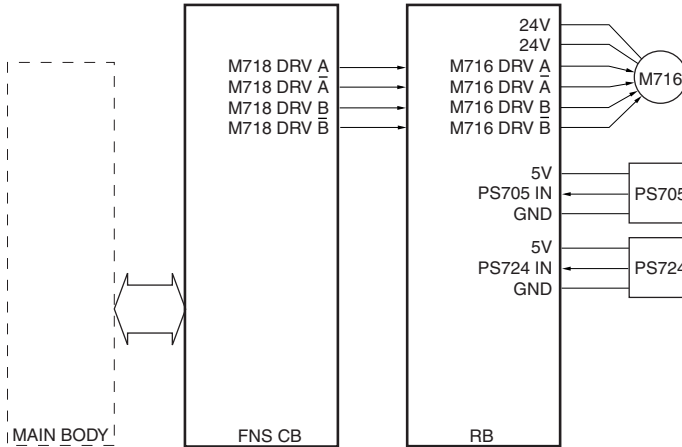 24V
24V
M718 DRV A M716 DRV A
M718 DRV A̅ M716 DRV A̅
M718 DRV B M716 DRV B
M718 DRV B̅ M716 DRV B̅
M716
5V
PS705 IN PS705
GND
5V
PS724 IN PS724
GND
MAIN BODY FNS CB RB